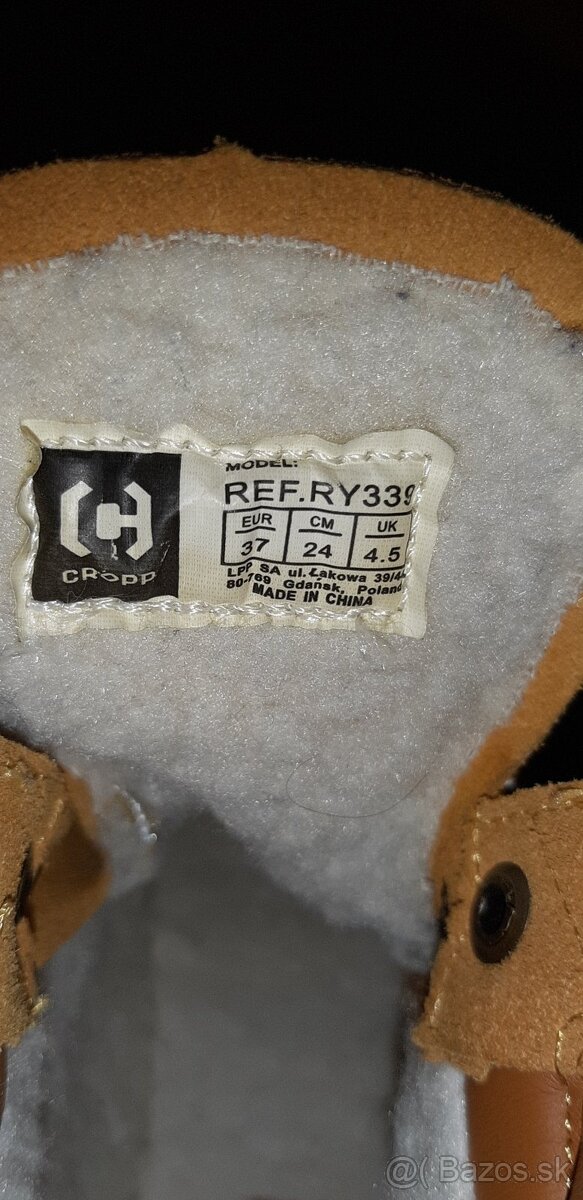 MODEL:
REF.RY339
EUR CM UK
37 24 4.5
LPP SA ul.Łakowa 39/44
80-769 Gdańsk, Poland
MADE IN CHINA
CROPP
@( Bazos.sk